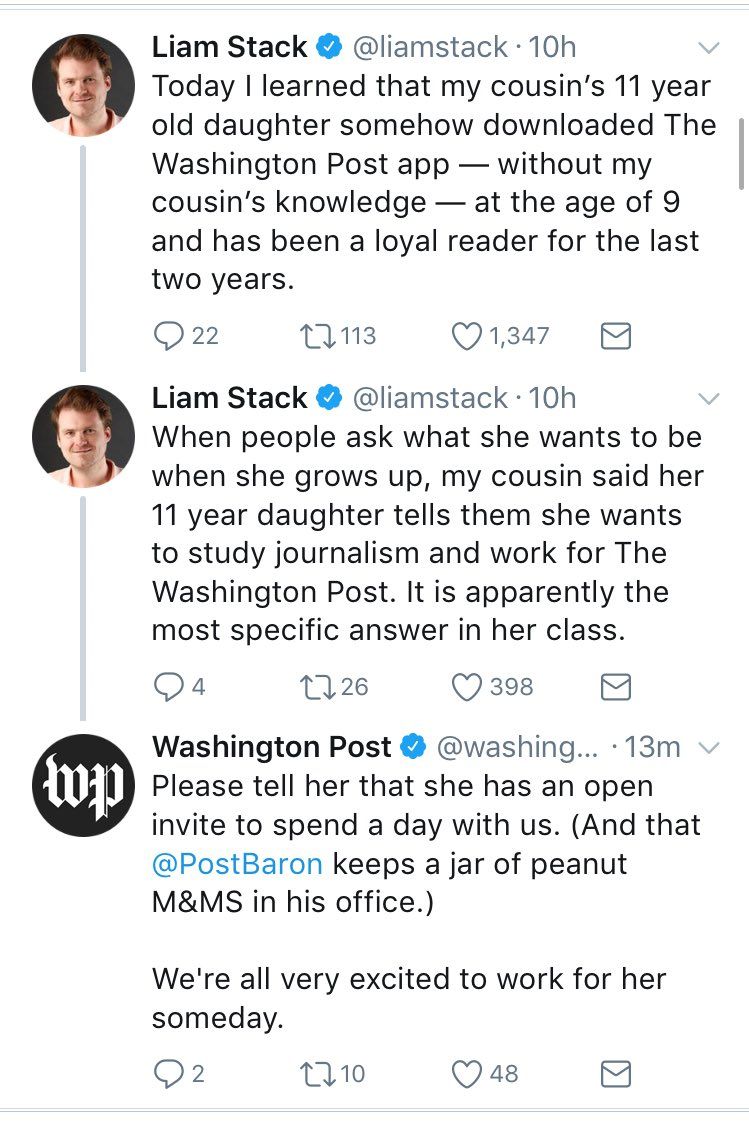 Liam Stack @liamstack · 10h
Today I learned that my cousin’s 11 year
old daughter somehow downloaded The
Washington Post app — without my
cousin’s knowledge — at the age of 9
and has been a loyal reader for the last
two years.
22 113 1,347
Liam Stack @liamstack · 10h
When people ask what she wants to be
when she grows up, my cousin said her
11 year daughter tells them she wants
to study journalism and work for The
Washington Post. It is apparently the
most specific answer in her class.
4 26 398
wp
Washington Post @washing... · 13m
Please tell her that she has an open
invite to spend a day with us. (And that
@PostBaron keeps a jar of peanut
M&MS in his office.)
We're all very excited to work for her
someday.
2 10 48